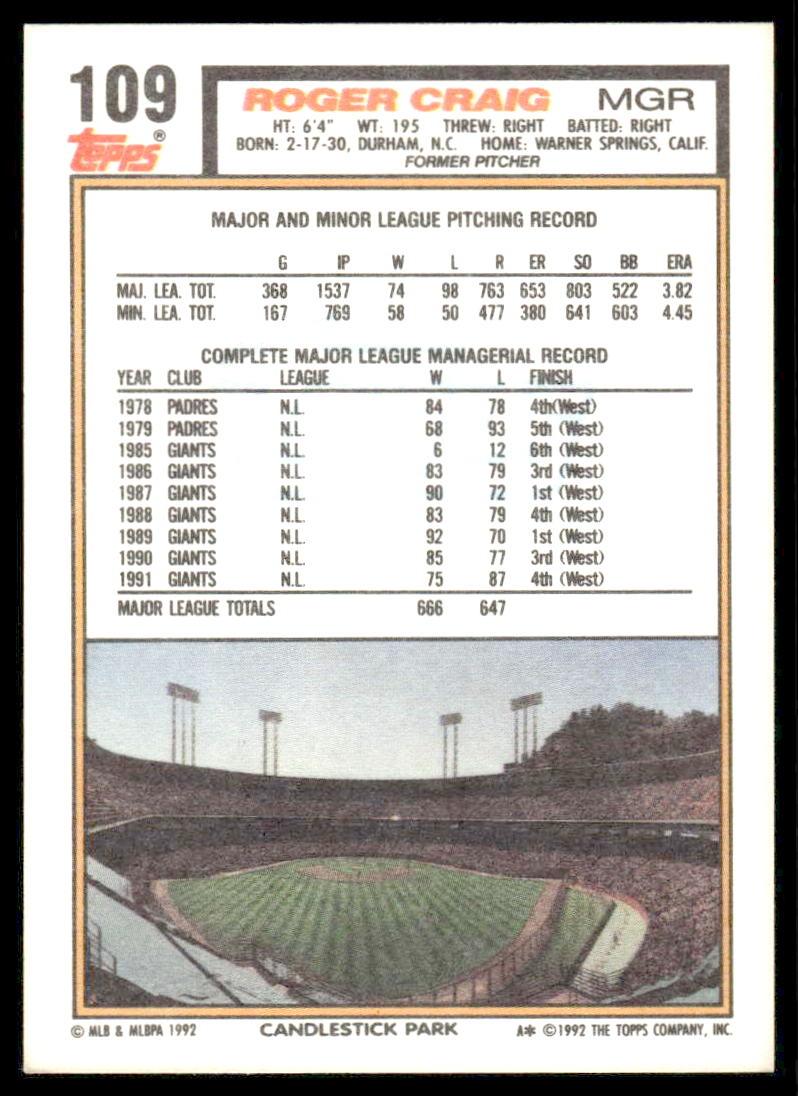 109
Topps®
ROGER CRAIG MGR
HT: 6'4" WT: 195 THREW: RIGHT BATTED: RIGHT
BORN: 2-17-30, DURHAM, N.C. HOME: WARNER SPRINGS, CALIF.
FORMER PITCHER
MAJOR AND MINOR LEAGUE PITCHING RECORD
G IP W L R ER SO BB ERA
MAJ. LEA. TOT. 368 1537 74 98 763 653 803 522 3.82
MIN. LEA. TOT. 167 769 58 50 477 380 641 603 4.45
COMPLETE MAJOR LEAGUE MANAGERIAL RECORD
YEAR CLUB LEAGUE W L FINISH
1978 PADRES N.L. 84 78 4th(West)
1979 PADRES N.L. 68 93 5th (West)
1985 GIANTS N.L. 6 12 6th (West)
1986 GIANTS N.L. 83 79 3rd (West)
1987 GIANTS N.L. 90 72 1st (West)
1988 GIANTS N.L. 83 79 4th (West)
1989 GIANTS N.L. 92 70 1st (West)
1990 GIANTS N.L. 85 77 3rd (West)
1991 GIANTS N.L. 75 87 4th (West)
MAJOR LEAGUE TOTALS 666 647
© MLB & MLBPA 1992 CANDLESTICK PARK A* ©1992 THE TOPPS COMPANY, INC.